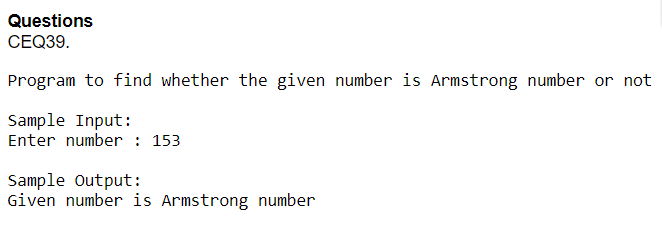 Questions
CEQ39.
Program to find whether the given number is Armstrong number or not
Sample Input:
Enter number : 153
Sample Output:
Given number is Armstrong number